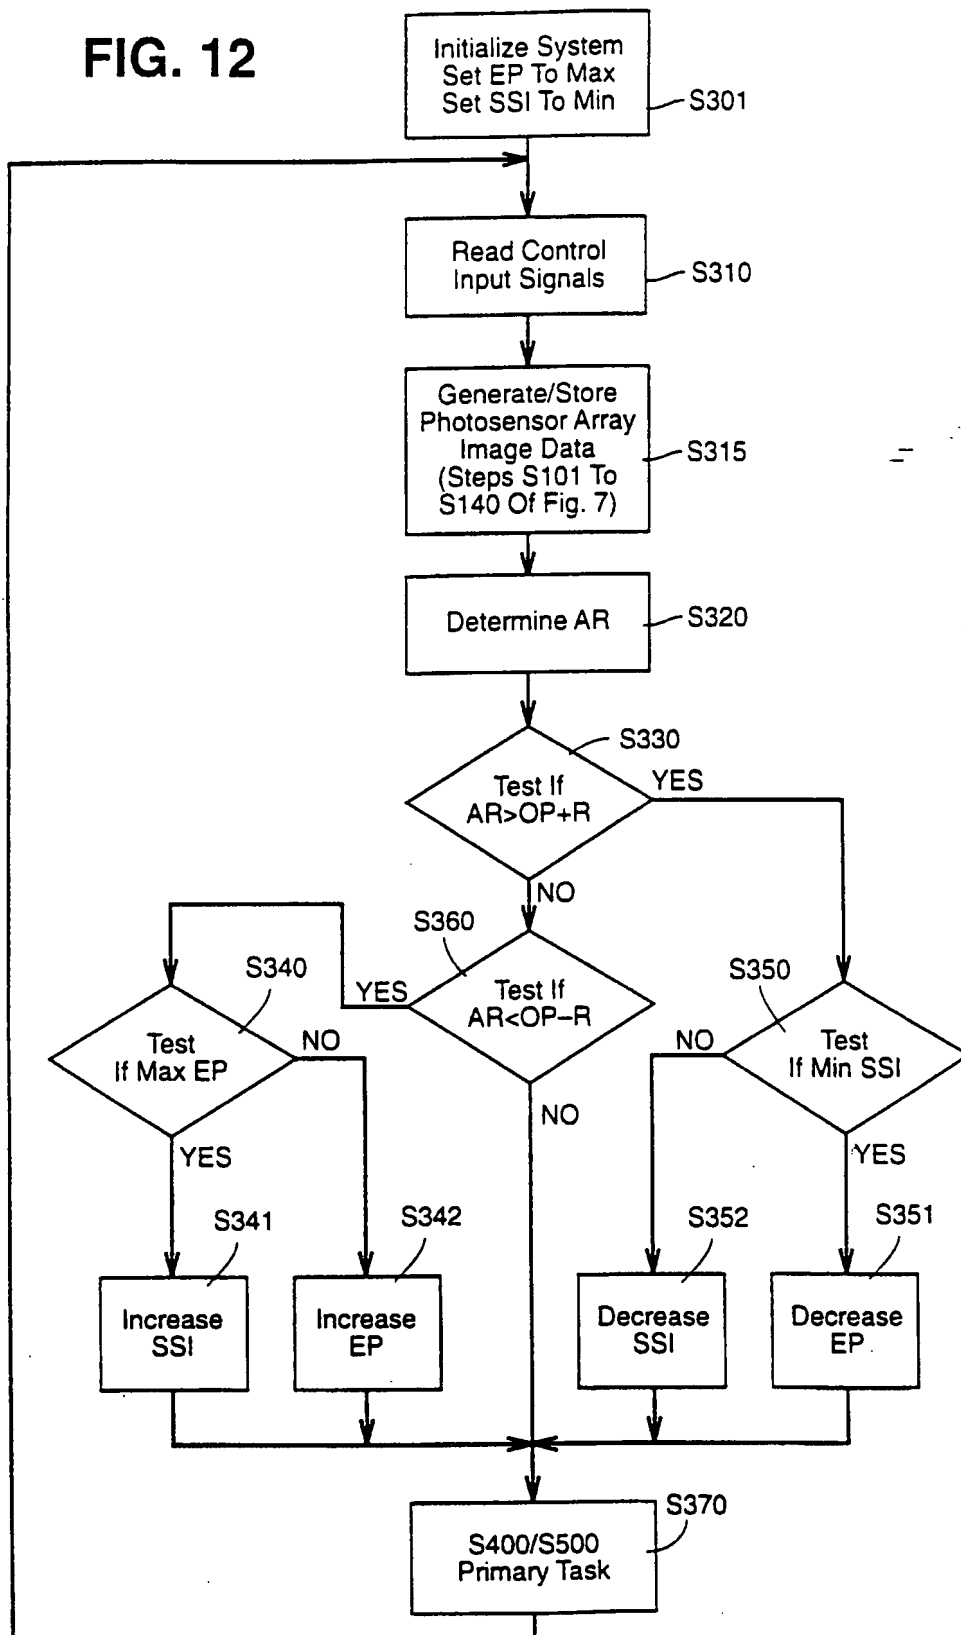 FIG. 12
Initialize System
Set EP To Max
Set SSI To Min
S301
Read Control
Input Signals
S310
Generate/Store
Photosensor Array
Image Data
(Steps S101 To
S140 Of Fig. 7)
S315
Determine AR
S320
S330
Test If
AR>OP+R
YES
NO
S360
Test If
AR<OP–R
YES
NO
S340
Test
If Max EP
NO
YES
S350
Test
If Min SSI
NO
YES
S341
Increase
SSI
S342
Increase
EP
S352
Decrease
SSI
S351
Decrease
EP
S370
S400/S500
Primary Task